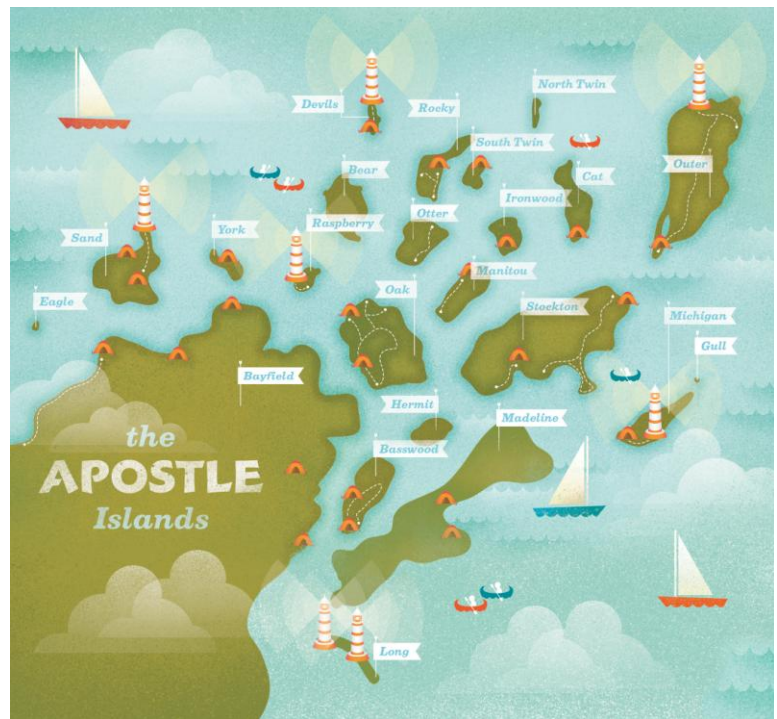 North Twin
Devils
Rocky
South Twin
Bear
Cat
Outer
Ironwood
Otter
Sand
York
Raspberry
Manitou
Eagle
Oak
Stockton
Michigan
Gull
Bayfield
Hermit
Madeline
the
APOSTLE
Islands
Basswood
Long